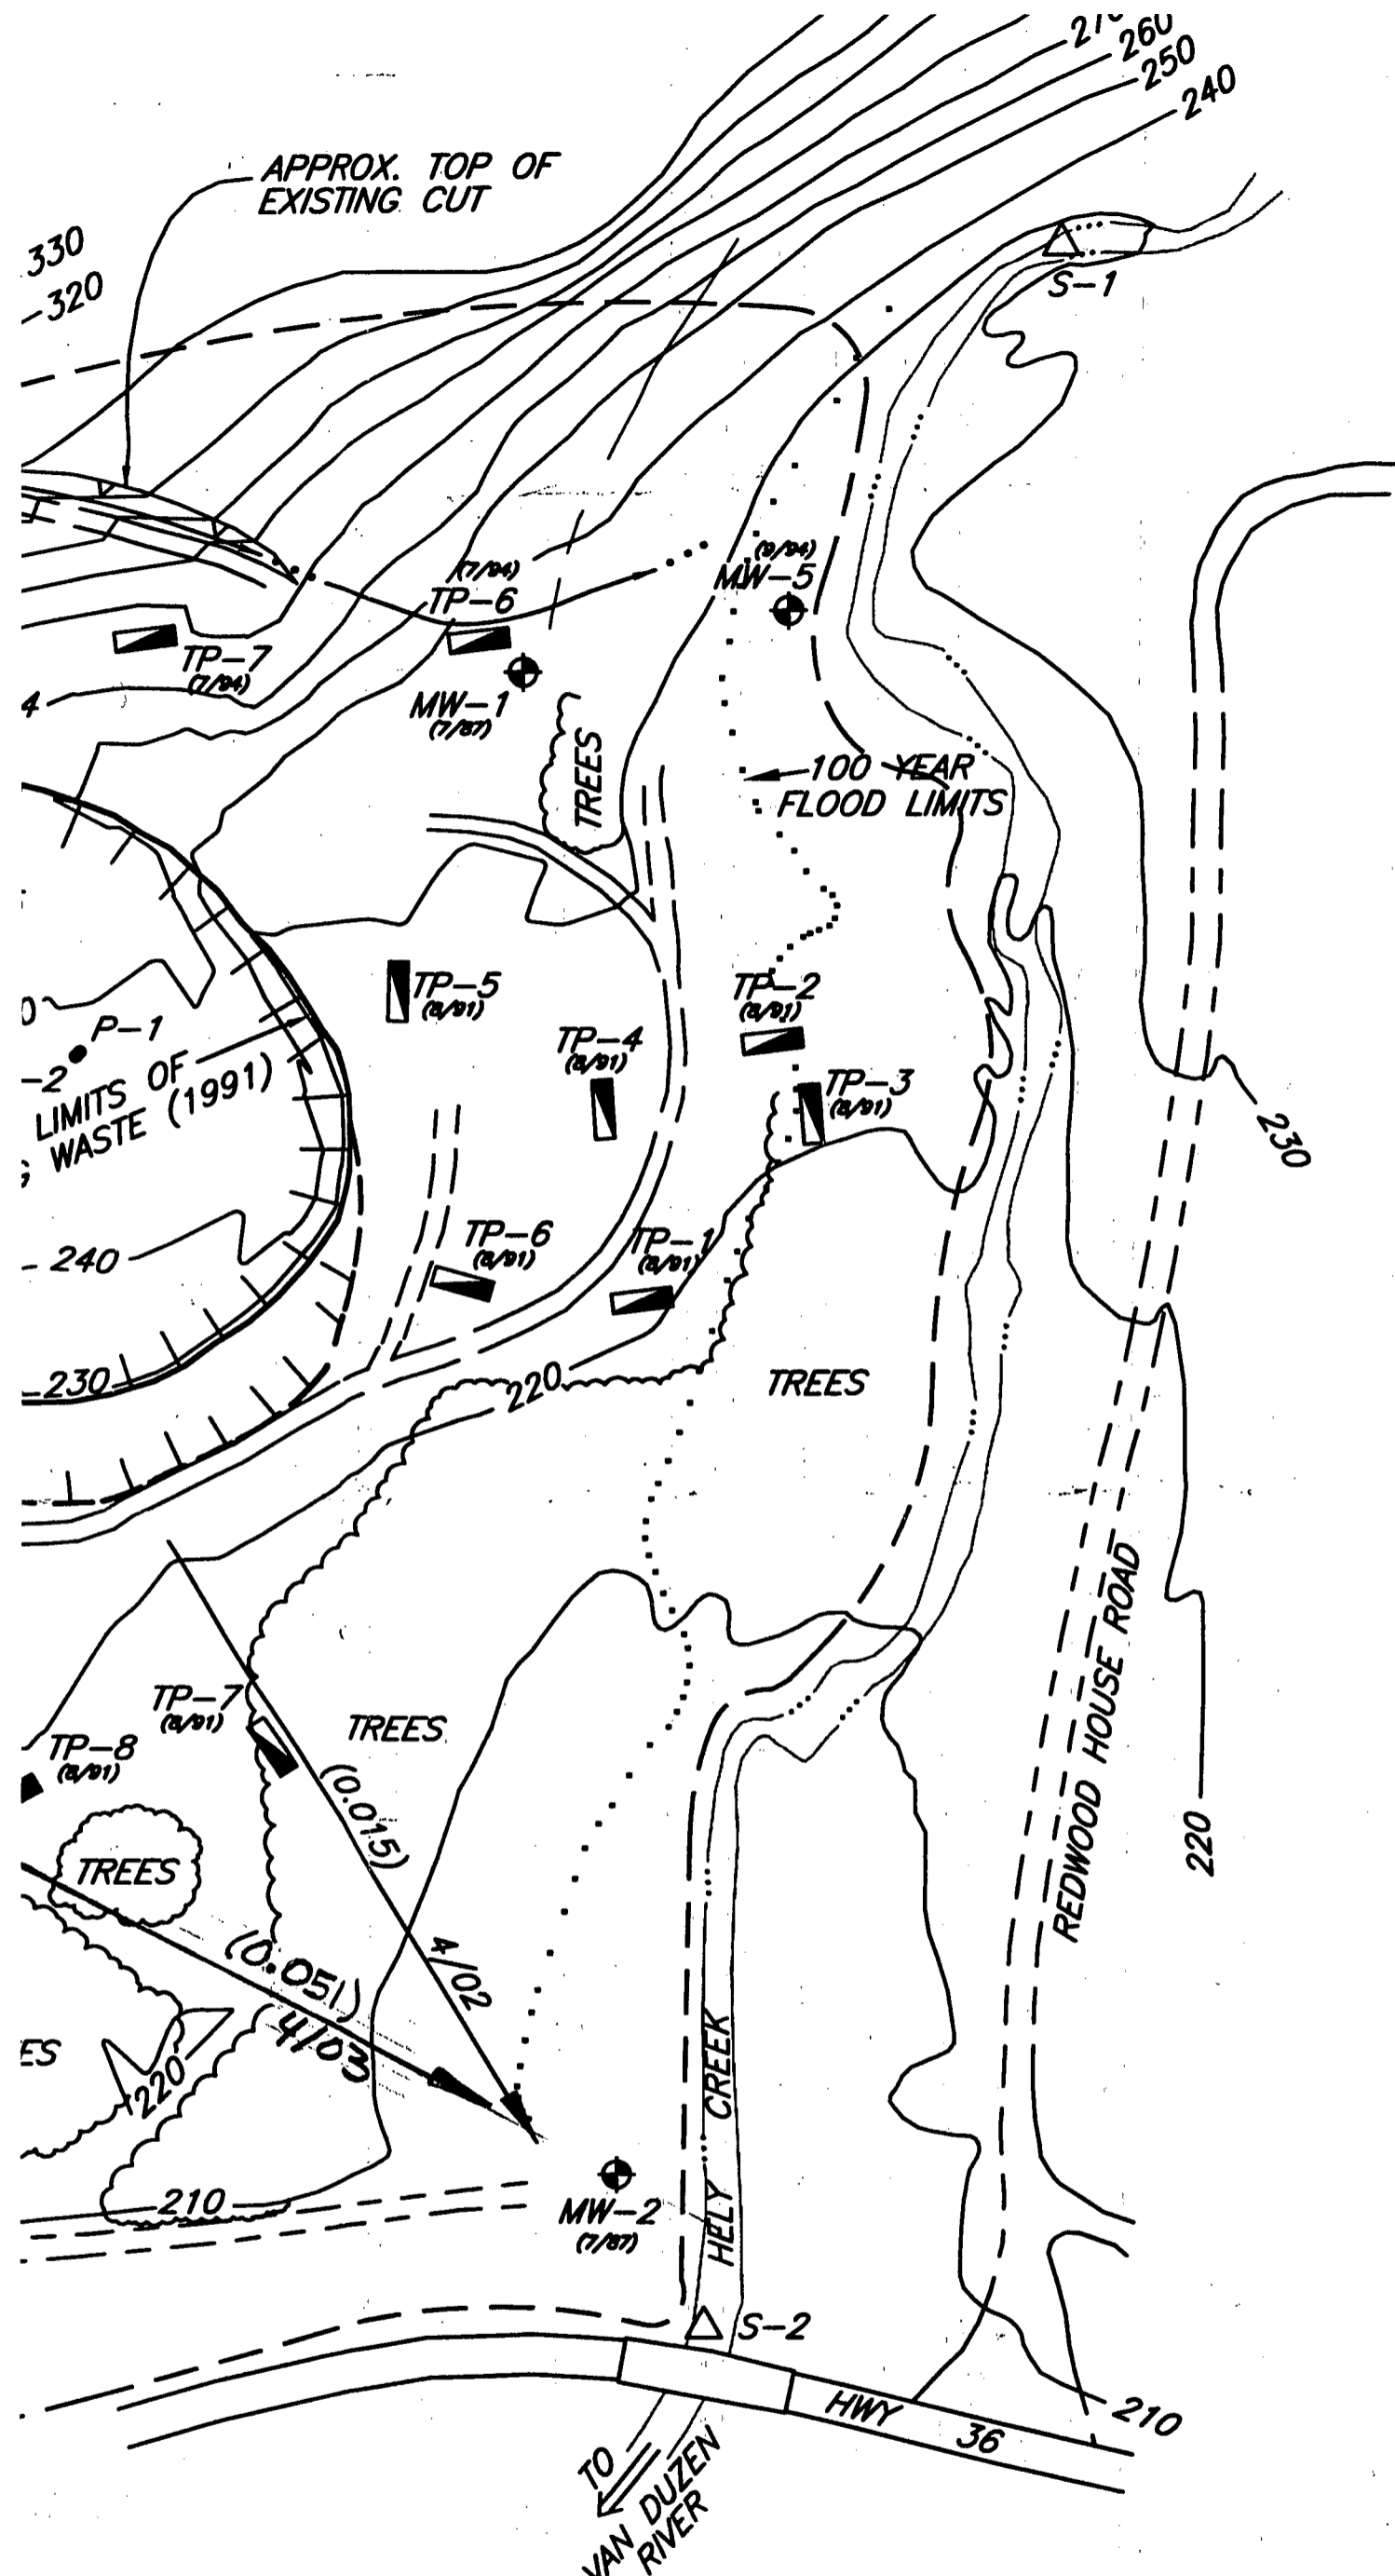 270
260
250
240
APPROX. TOP OF
EXISTING CUT
330
320
S-1
(9/94)
MW-5
(7/94)
TP-6
TP-7
(7/94)
4
MW-1
(7/87)
TREES
100 YEAR
FLOOD LIMITS
TP-5
(8/91)
TP-2
(8/91)
TP-4
(8/91)
TP-3
(8/91)
P-1
-2
LIMITS OF
WASTE (1991)
230
TP-6
(8/91)
TP-1
(8/91)
240
230
220
TREES
REDWOOD HOUSE ROAD
TP-7
(8/91)
TREES
TP-8
(8/91)
(0.015)
4/02
TREES
220
(0.051)
4/03
ES
220
HELY CREEK
210
MW-2
(7/87)
S-2
HWY 36
210
TO
VAN DUZEN
RIVER